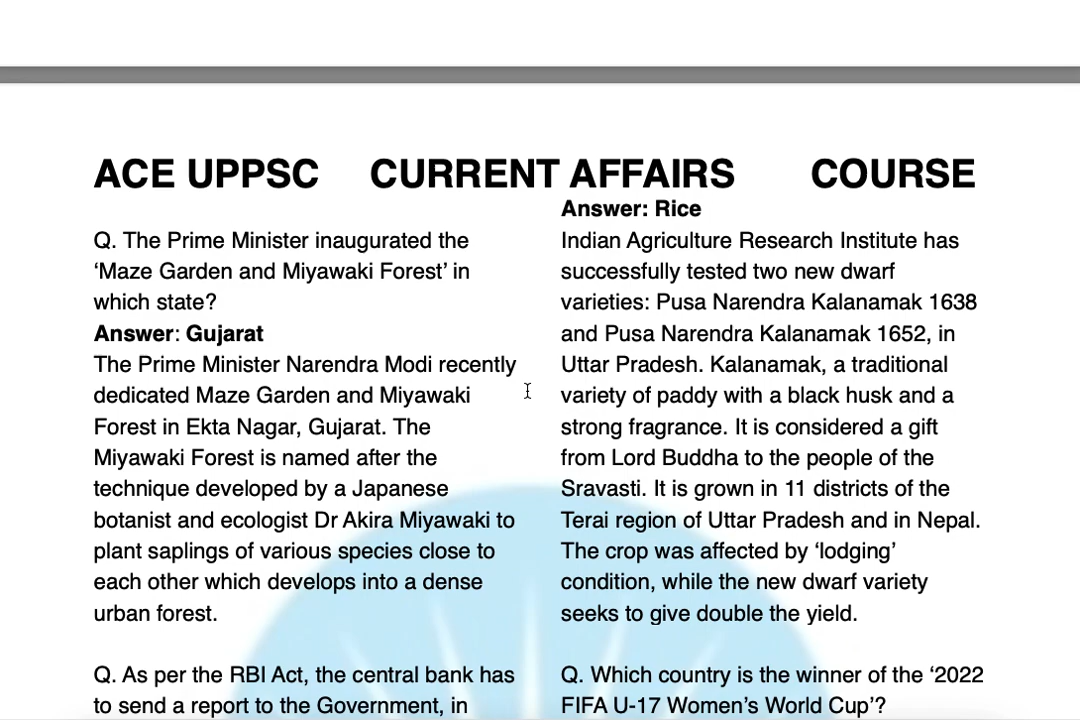 ACE UPPSC CURRENT AFFAIRS COURSE
Q. The Prime Minister inaugurated the
‘Maze Garden and Miyawaki Forest’ in
which state?
Answer: Gujarat
The Prime Minister Narendra Modi recently
dedicated Maze Garden and Miyawaki
Forest in Ekta Nagar, Gujarat. The
Miyawaki Forest is named after the
technique developed by a Japanese
botanist and ecologist Dr Akira Miyawaki to
plant saplings of various species close to
each other which develops into a dense
urban forest.
Q. As per the RBI Act, the central bank has
to send a report to the Government, in
Answer: Rice
Indian Agriculture Research Institute has
successfully tested two new dwarf
varieties: Pusa Narendra Kalanamak 1638
and Pusa Narendra Kalanamak 1652, in
Uttar Pradesh. Kalanamak, a traditional
variety of paddy with a black husk and a
strong fragrance. It is considered a gift
from Lord Buddha to the people of the
Sravasti. It is grown in 11 districts of the
Terai region of Uttar Pradesh and in Nepal.
The crop was affected by ‘lodging’
condition, while the new dwarf variety
seeks to give double the yield.
Q. Which country is the winner of the ‘2022
FIFA U-17 Women’s World Cup’?